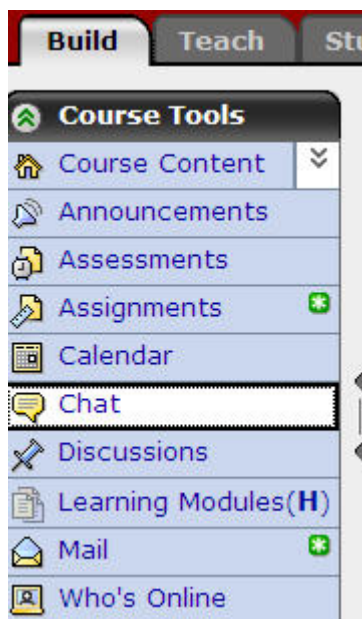 Build Teach
Course Tools
Course Content
Announcements
Assessments
Assignments
Calendar
Chat
Discussions
Learning Modules(H)
Mail
Who's Online